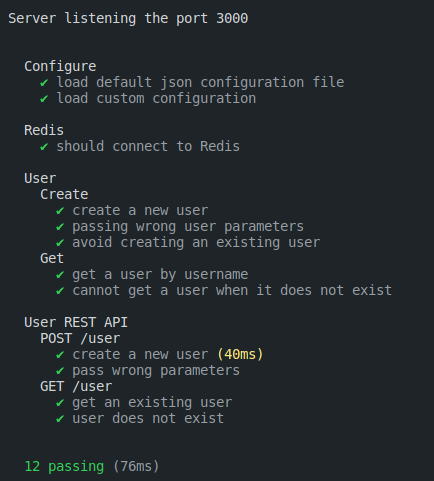 Server listening the port 3000
Configure
✔ load default json configuration file
✔ load custom configuration
Redis
✔ should connect to Redis
User
Create
✔ create a new user
✔ passing wrong user parameters
✔ avoid creating an existing user
Get
✔ get a user by username
✔ cannot get a user when it does not exist
User REST API
POST /user
✔ create a new user (40ms)
✔ pass wrong parameters
GET /user
✔ get an existing user
✔ user does not exist
12 passing (76ms)